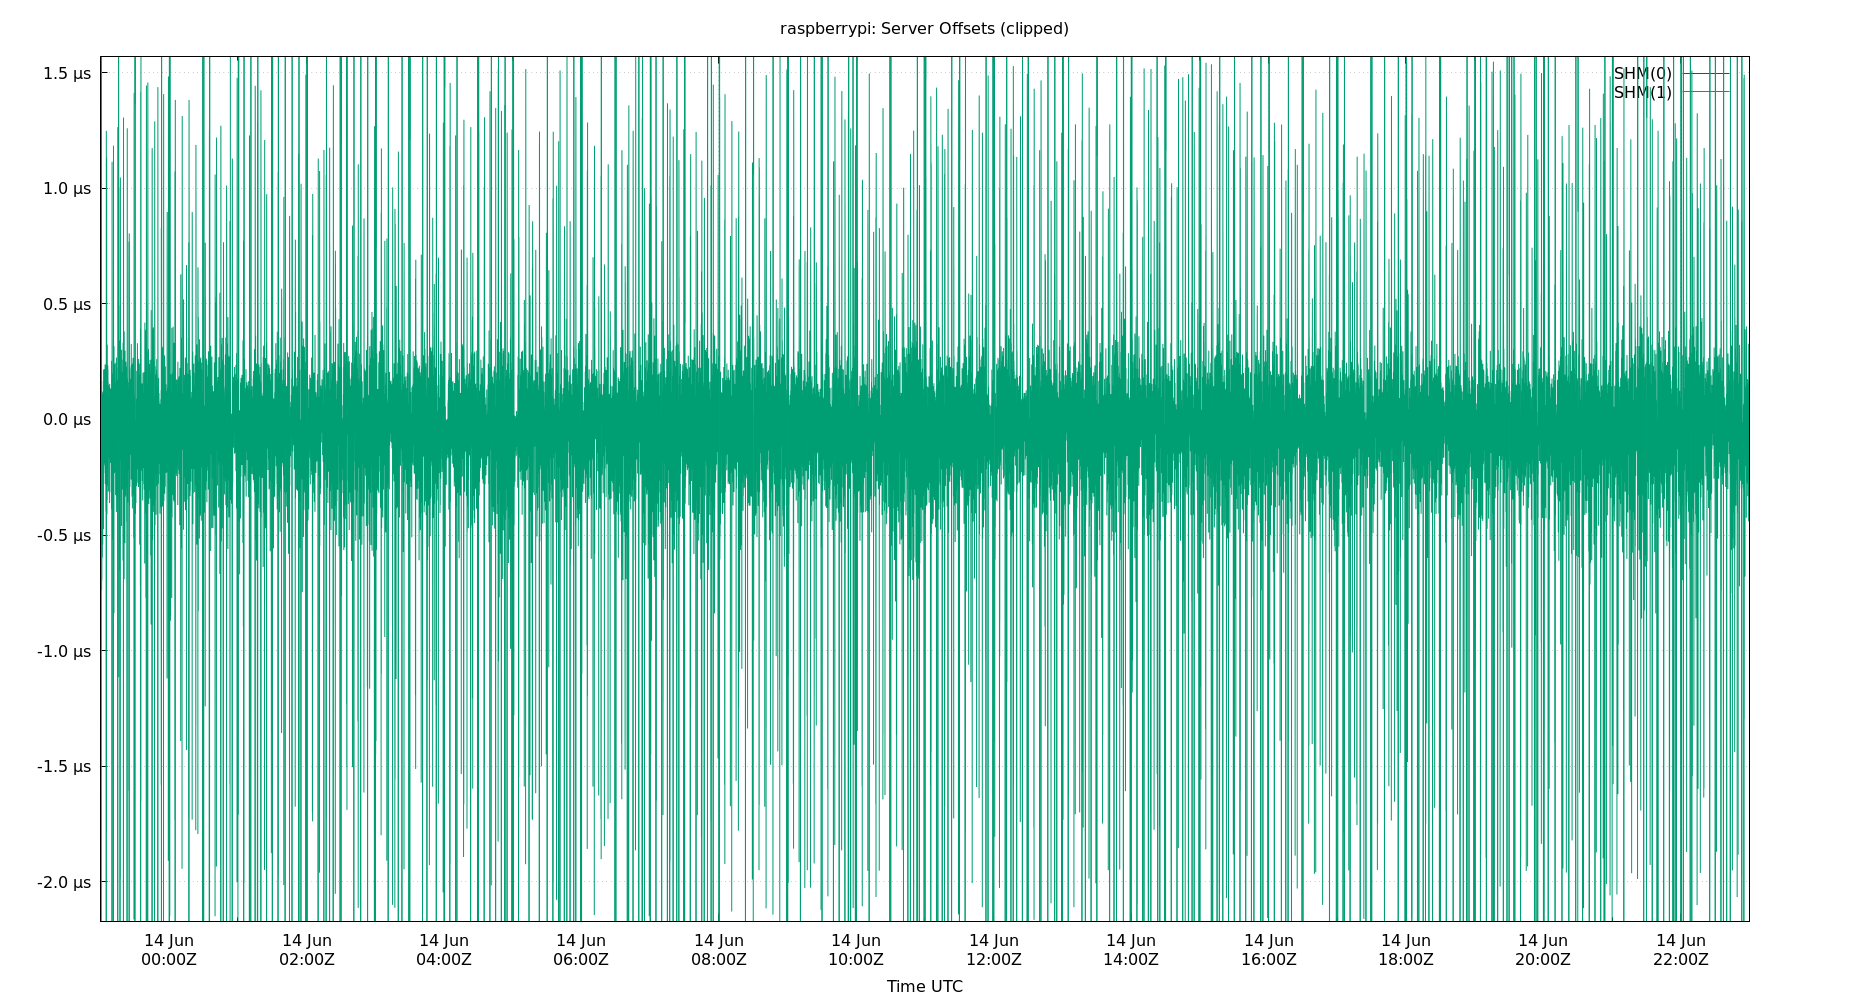 raspberrypi: Server Offsets (clipped)
1.5 µs
1.0 µs
0.5 µs
0.0 µs
-0.5 µs
-1.0 µs
-1.5 µs
-2.0 µs
SHM(0)
SHM(1)
14 Jun 14 Jun 14 Jun 14 Jun 14 Jun 14 Jun 14 Jun 14 Jun 14 Jun 14 Jun 14 Jun 14 Jun
00:00Z 02:00Z 04:00Z 06:00Z 08:00Z 10:00Z 12:00Z 14:00Z 16:00Z 18:00Z 20:00Z 22:00Z
Time UTC